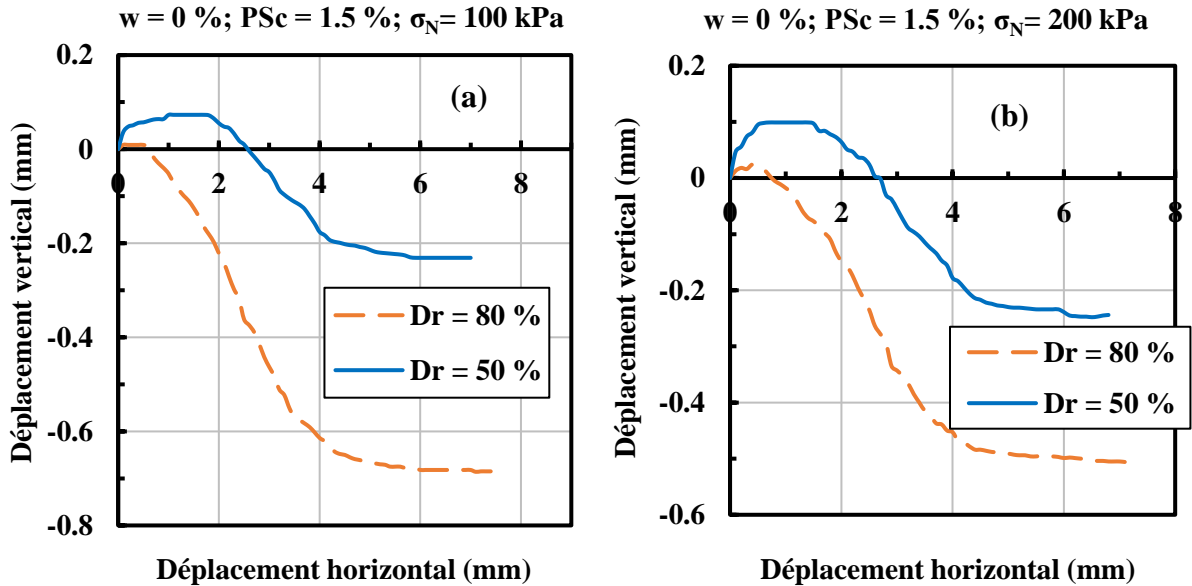 w = 0 %; PSc = 1.5 %; σN= 100 kPa
0.2
0
-0.2
-0.4
-0.6
-0.8
0
2
4
6
8
(a)
Dr = 80 %
Dr = 50 %
Déplacement vertical (mm)
Déplacement horizontal (mm)
w = 0 %; PSc = 1.5 %; σN= 200 kPa
0.2
0
-0.2
-0.4
-0.6
0
2
4
6
8
(b)
Dr = 80 %
Dr = 50 %
Déplacement vertical (mm)
Déplacement horizontal (mm)